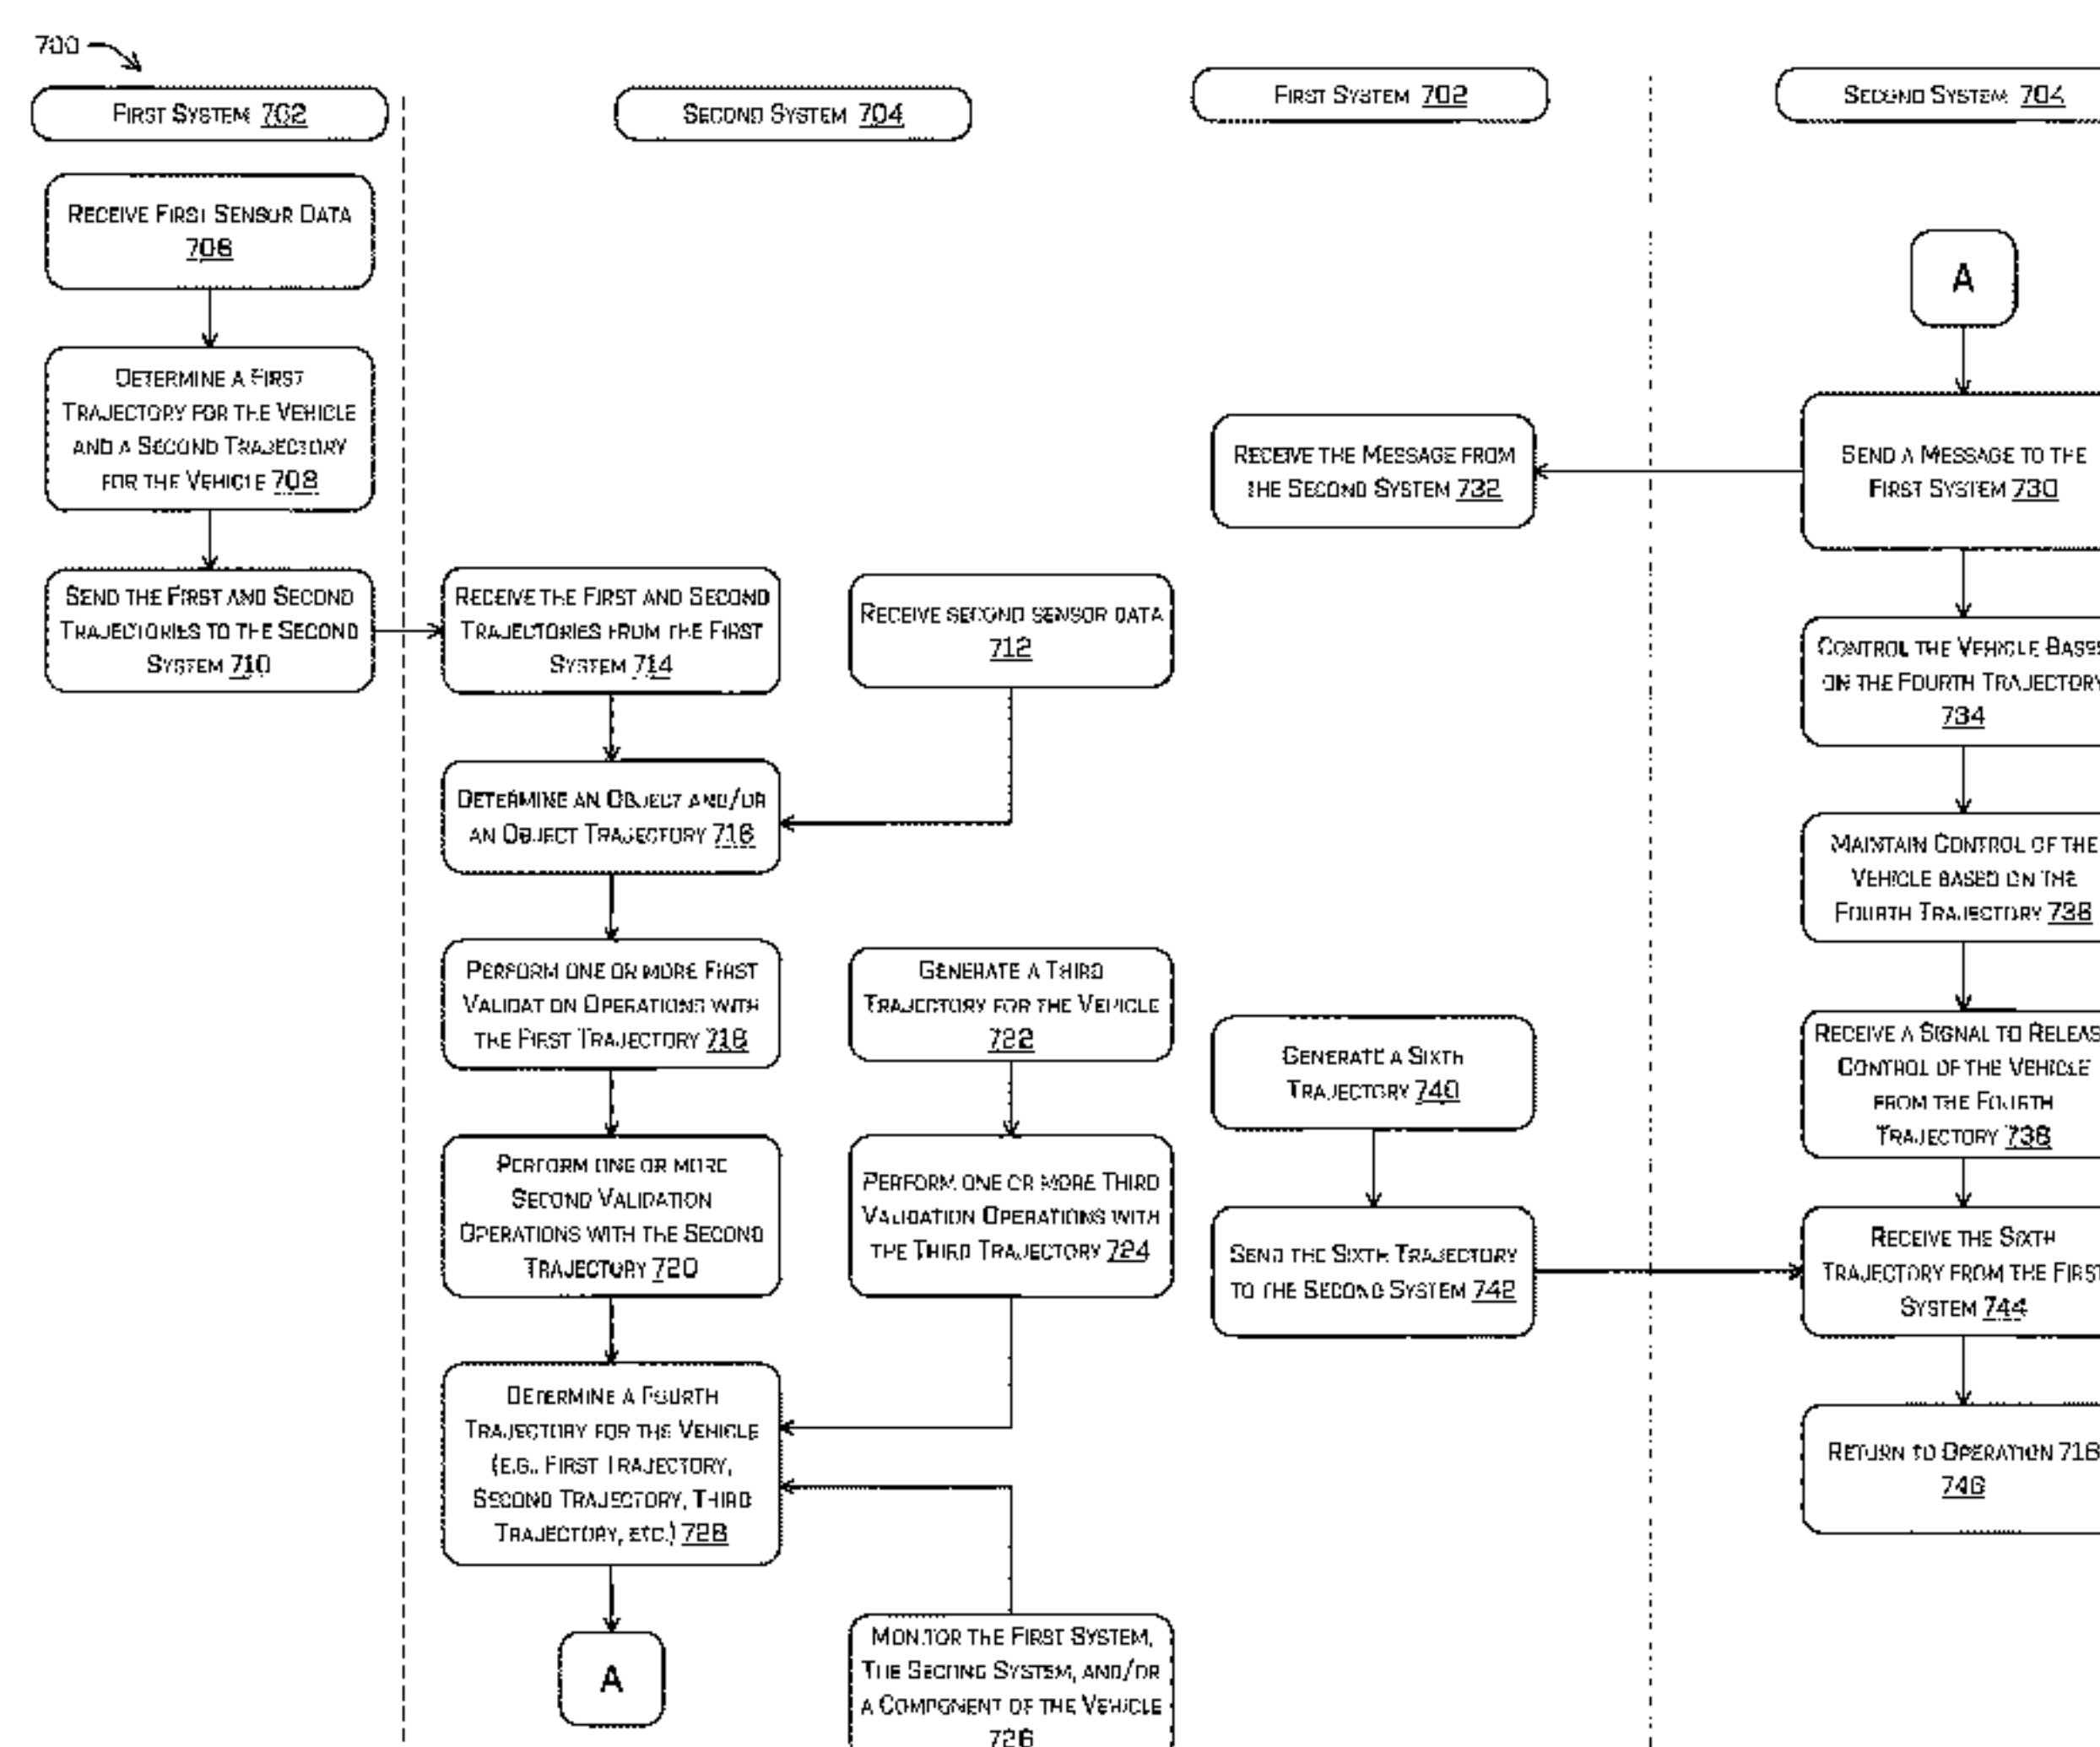 700
FIRST SYSTEM 702
RECEIVE FIRST SENSOR DATA
706
DETERMINE A FIRST
TRAJECTORY FOR THE VEHICLE
AND A SECOND TRAJECTORY
FOR THE VEHICLE 708
SEND THE FIRST AND SECOND
TRAJECTORIES TO THE SECOND
SYSTEM 710
SECOND SYSTEM 704
RECEIVE THE FIRST AND SECOND
TRAJECTORIES FROM THE FIRST
SYSTEM 714
RECEIVE SECOND SENSOR DATA
712
DETERMINE AN OBJECT AND/OR
AN OBJECT TRAJECTORY 716
PERFORM ONE OR MORE FIRST
VALIDATION OPERATIONS WITH
THE FIRST TRAJECTORY 718
GENERATE A THIRD
TRAJECTORY FOR THE VEHICLE
722
PERFORM ONE OR MORE
SECOND VALIDATION
OPERATIONS WITH THE SECOND
TRAJECTORY 720
PERFORM ONE OR MORE THIRD
VALIDATION OPERATIONS WITH
THE THIRD TRAJECTORY 724
DETERMINE A FOURTH
TRAJECTORY FOR THE VEHICLE
(E.G., FIRST TRAJECTORY,
SECOND TRAJECTORY, THIRD
TRAJECTORY, ETC.) 728
A
MONITOR THE FIRST SYSTEM,
THE SECOND SYSTEM, AND/OR
A COMPONENT OF THE VEHICLE
726
FIRST SYSTEM 702
RECEIVE THE MESSAGE FROM
THE SECOND SYSTEM 732
GENERATE A SIXTH
TRAJECTORY 740
SEND THE SIXTH TRAJECTORY
TO THE SECOND SYSTEM 742
SECOND SYSTEM 704
A
SEND A MESSAGE TO THE
FIRST SYSTEM 730
CONTROL THE VEHICLE BASE
ON THE FOURTH TRAJECTORY
734
MAINTAIN CONTROL OF THE
VEHICLE BASED ON THE
FOURTH TRAJECTORY 736
RECEIVE A SIGNAL TO RELEAS
CONTROL OF THE VEHICLE
FROM THE FOURTH
TRAJECTORY 738
RECEIVE THE SIXTH
TRAJECTORY FROM THE FIRST
SYSTEM 744
RETURN TO OPERATION 716
746